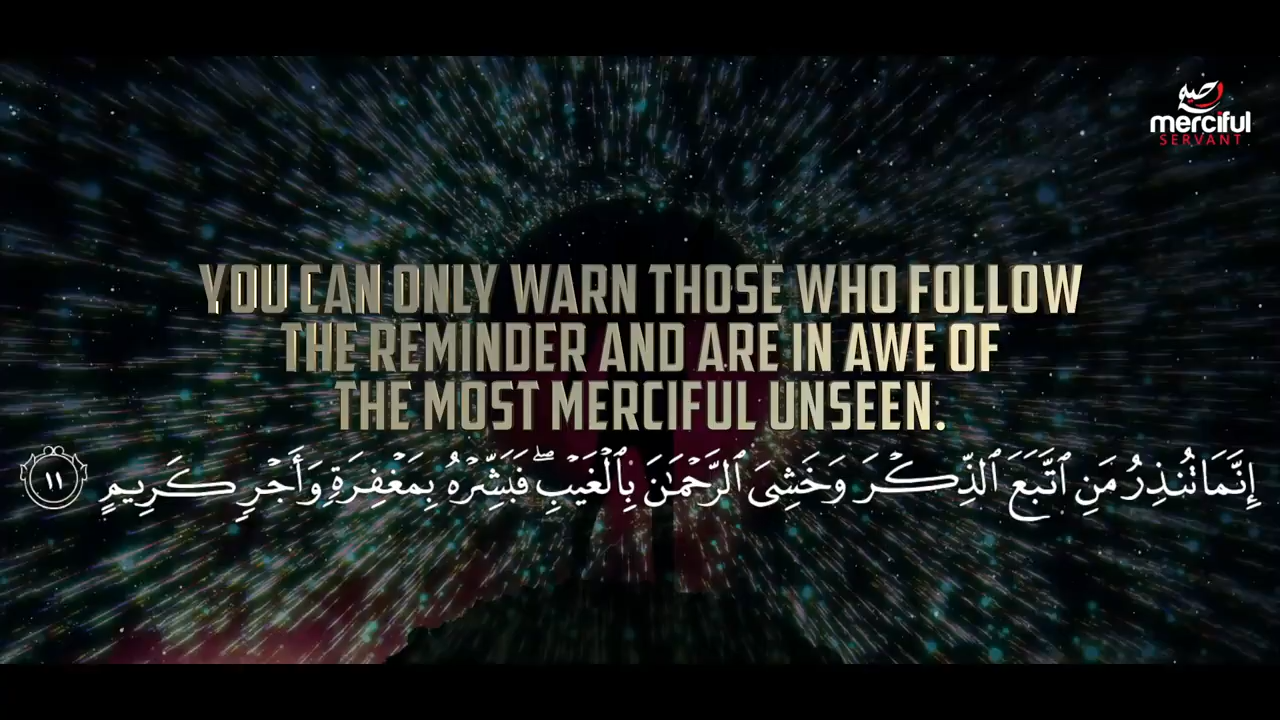 merciful
SERVANT
YOU CAN ONLY WARN THOSE WHO FOLLOW
THE REMINDER AND ARE IN AWE OF
THE MOST MERCIFUL UNSEEN.
إِنَّمَا تُنذِرُ مَنِ ٱتَّبَعَ ٱلذِّكْرَ وَخَشِىَ ٱلرَّحْمَـٰنَ بِٱلْغَيْبِ ۖ فَبَشِّرْهُ بِمَغْفِرَةٍ وَأَجْرٍ كَرِيمٍ ١١